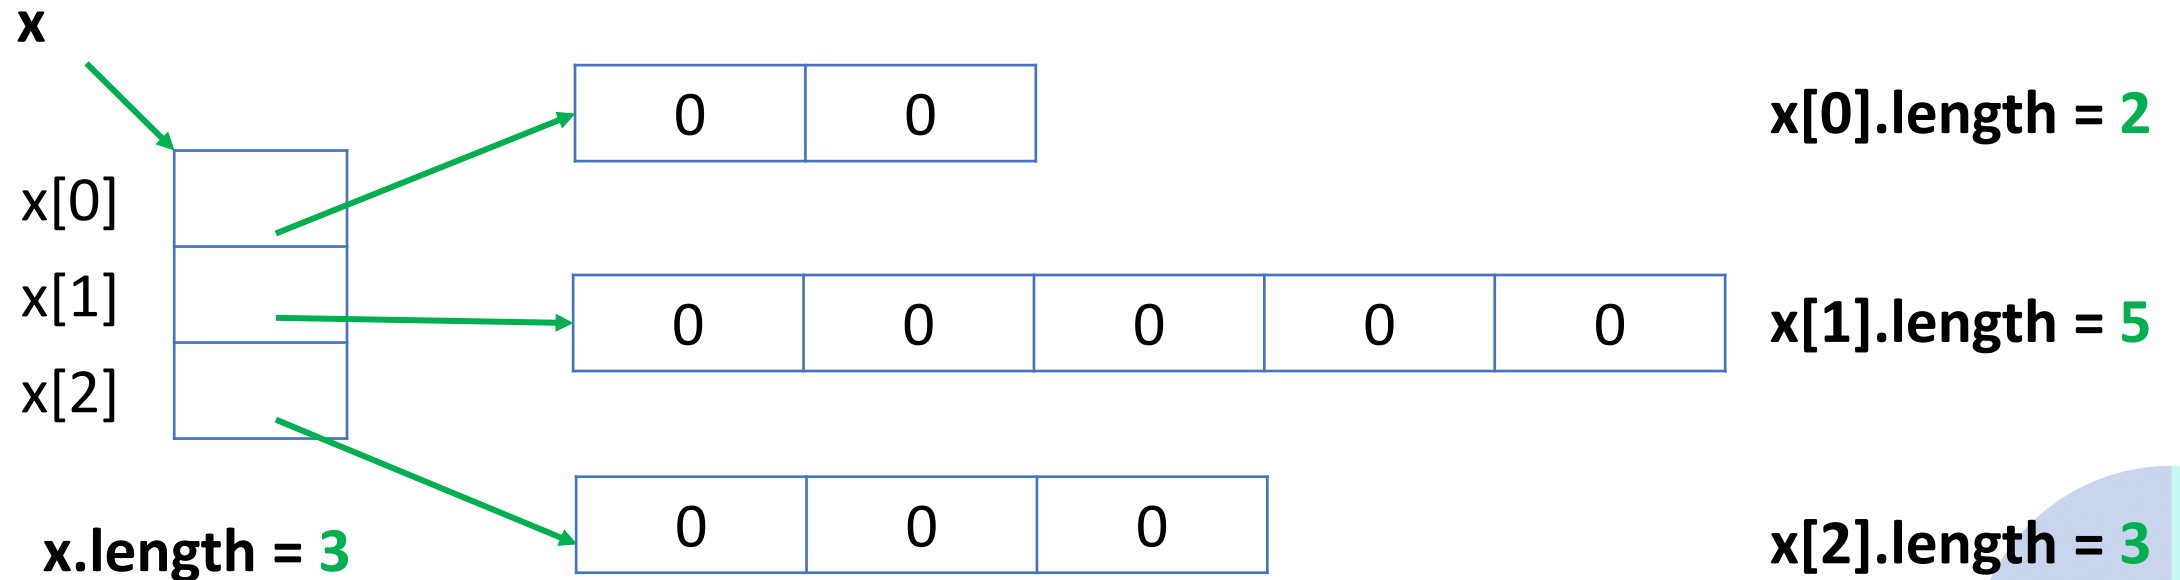 x
0 0
x[0].length = 2
x[0]
x[1]
0 0 0 0 0
x[1].length = 5
x[2]
0 0 0
x.length = 3
x[2].length = 3